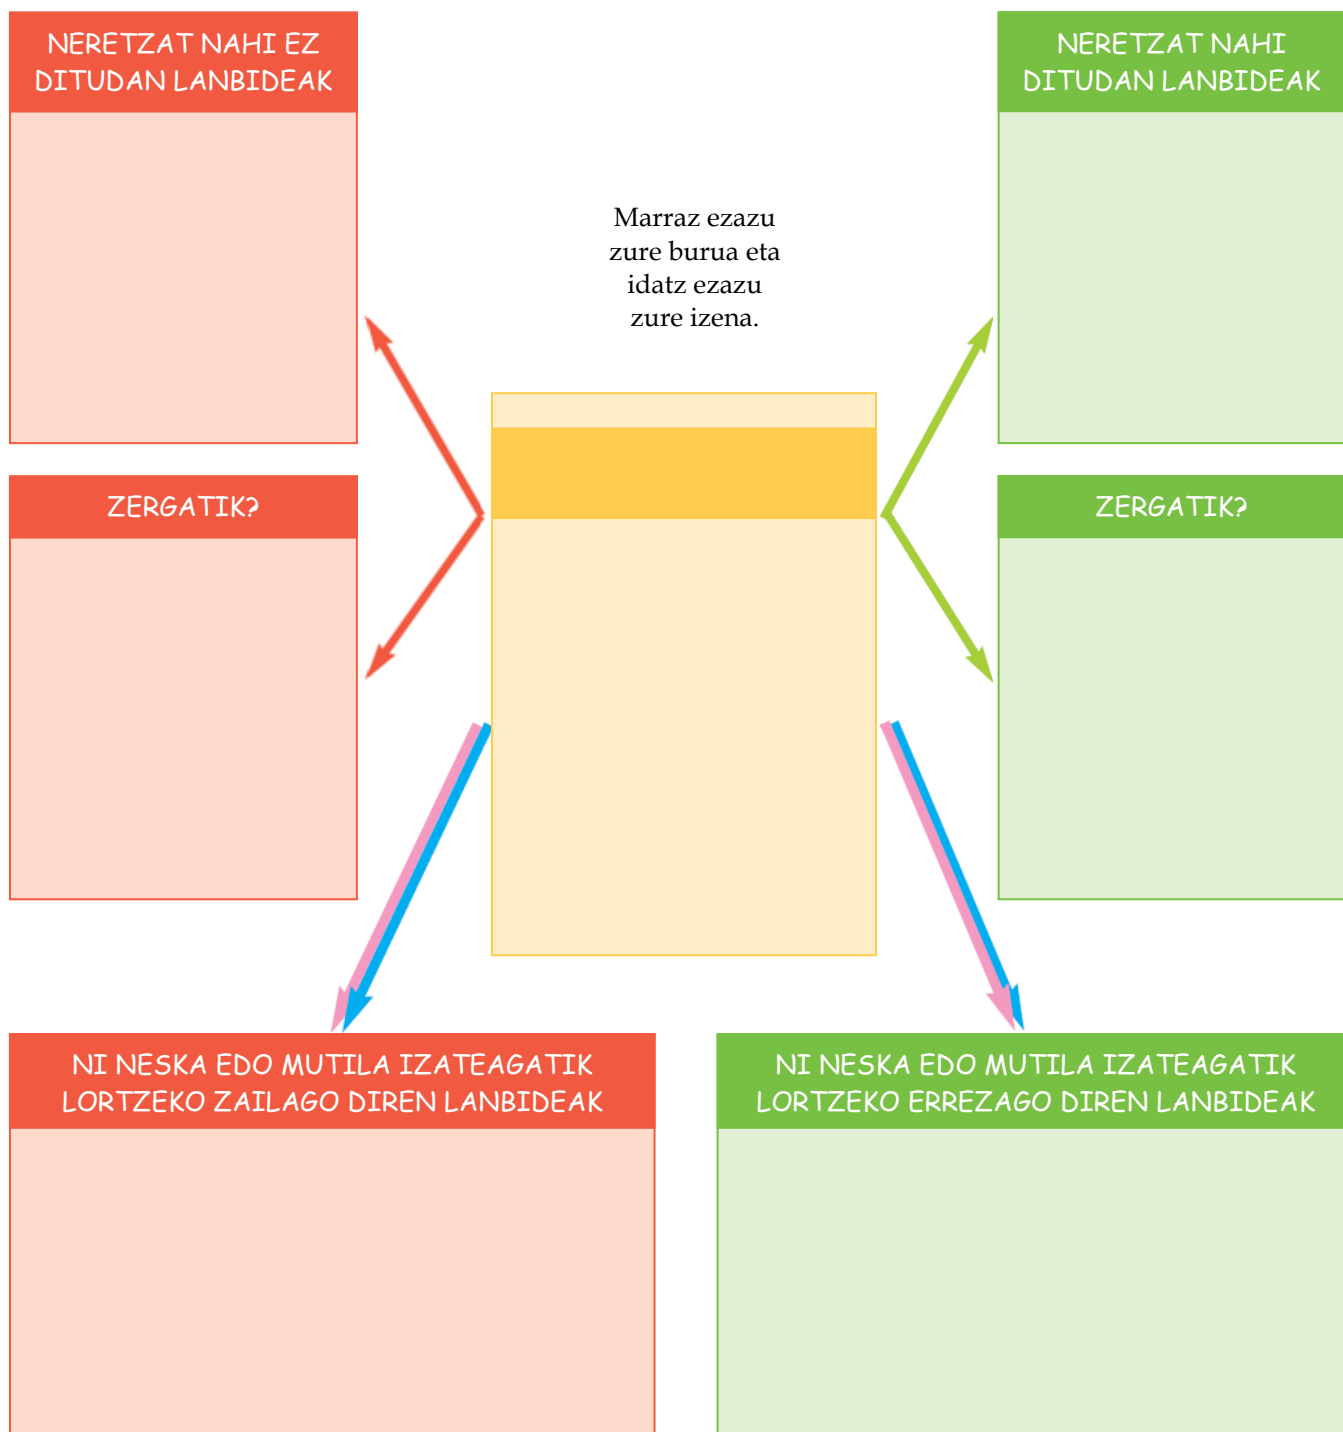 NERETZAT NAHI EZ
DITUDAN LANBIDEAK
NERETZAT NAHI
DITUDAN LANBIDEAK
Marraz ezazu
zure burua eta
idatz ezazu
zure izena.
ZERGATIK?
ZERGATIK?
NI NESKA EDO MUTILA IZATEAGATIK
LORTZEKO ZAILAGO DIREN LANBIDEAK
NI NESKA EDO MUTILA IZATEAGATIK
LORTZEKO ERREZAGO DIREN LANBIDEAK